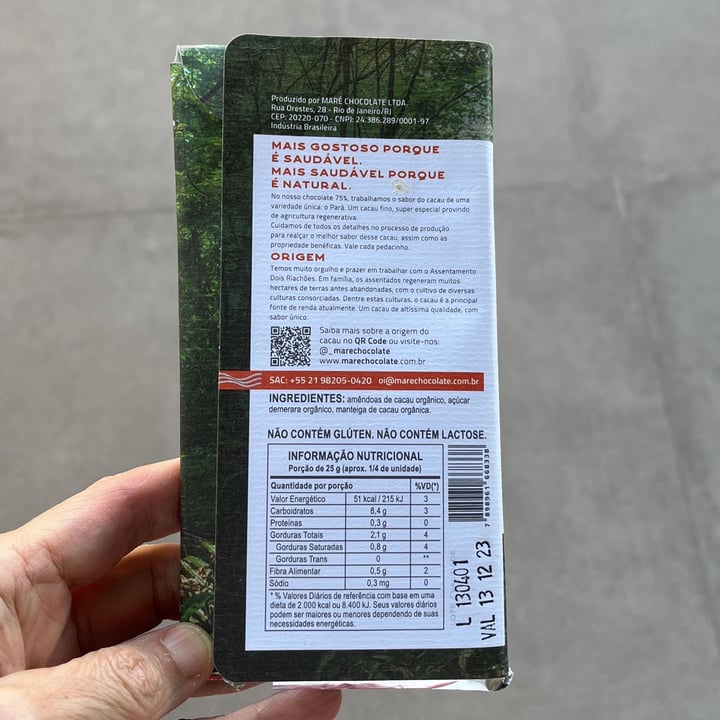 Produzido por MARÉ CHOCOLATE LTDA.
Rua Orestes, 28 - Rio de Janeiro/RJ
CEP: 20220-070 - CNPJ: 24.386.289/0001-97
Indústria Brasileira
MAIS GOSTOSO PORQUE
É SAUDÁVEL.
MAIS SAUDÁVEL PORQUE
É NATURAL.
No nosso chocolate 75%, trabalhamos o sabor do cacau de uma
variedade única: o Pará. Um cacau fino, super especial provindo
de agricultura regenerativa.
Cuidamos de todos os detalhes no processo de produção
para realçar o melhor sabor desse cacau, assim como as
propriedade benéficas. Vale cada pedacinho.
ORIGEM
Temos muito orgulho e prazer em trabalhar com o Assentamento
Dois Riachões. Em família, os assentados regeneram muitos
hectares de terras antes abandonadas, com o cultivo de diversas
culturas consorciadas. Dentre estas culturas, o cacau é a principal
fonte de renda atualmente. Um cacau de altíssima qualidade, com
sabor único.
Saiba mais sobre a origem do
cacau no QR Code ou visite-nos:
@_marechocolate
www.marechocolate.com.br
SAC: +55 21 98205-0420 oi@marechocolate.com.br
INGREDIENTES: amêndoas de cacau orgânico, açúcar
demerara orgânico, manteiga de cacau orgânica.
NÃO CONTÉM GLÚTEN. NÃO CONTÉM LACTOSE.
INFORMAÇÃO NUTRICIONAL
Porção de 25 g (aprox. 1/4 de unidade)
Quantidade por porção %VD(*)
Valor Energético 51 kcal / 215 kJ 3
Carboidratos 8,4 g 3
Proteínas 0,3 g 0
Gorduras Totais 2,1 g 4
Gorduras Saturadas 0,8 g 4
Gorduras Trans 0 **
Fibra Alimentar 0,5 g 2
Sódio 0,3 mg 0
* % Valores Diários de referência com base em uma
dieta de 2.000 kcal ou 8.400 kJ. Seus valores diários
podem ser maiores ou menores dependendo de suas
necessidades energéticas.
7 898961 668338
L 130401
VAL 13 12 23